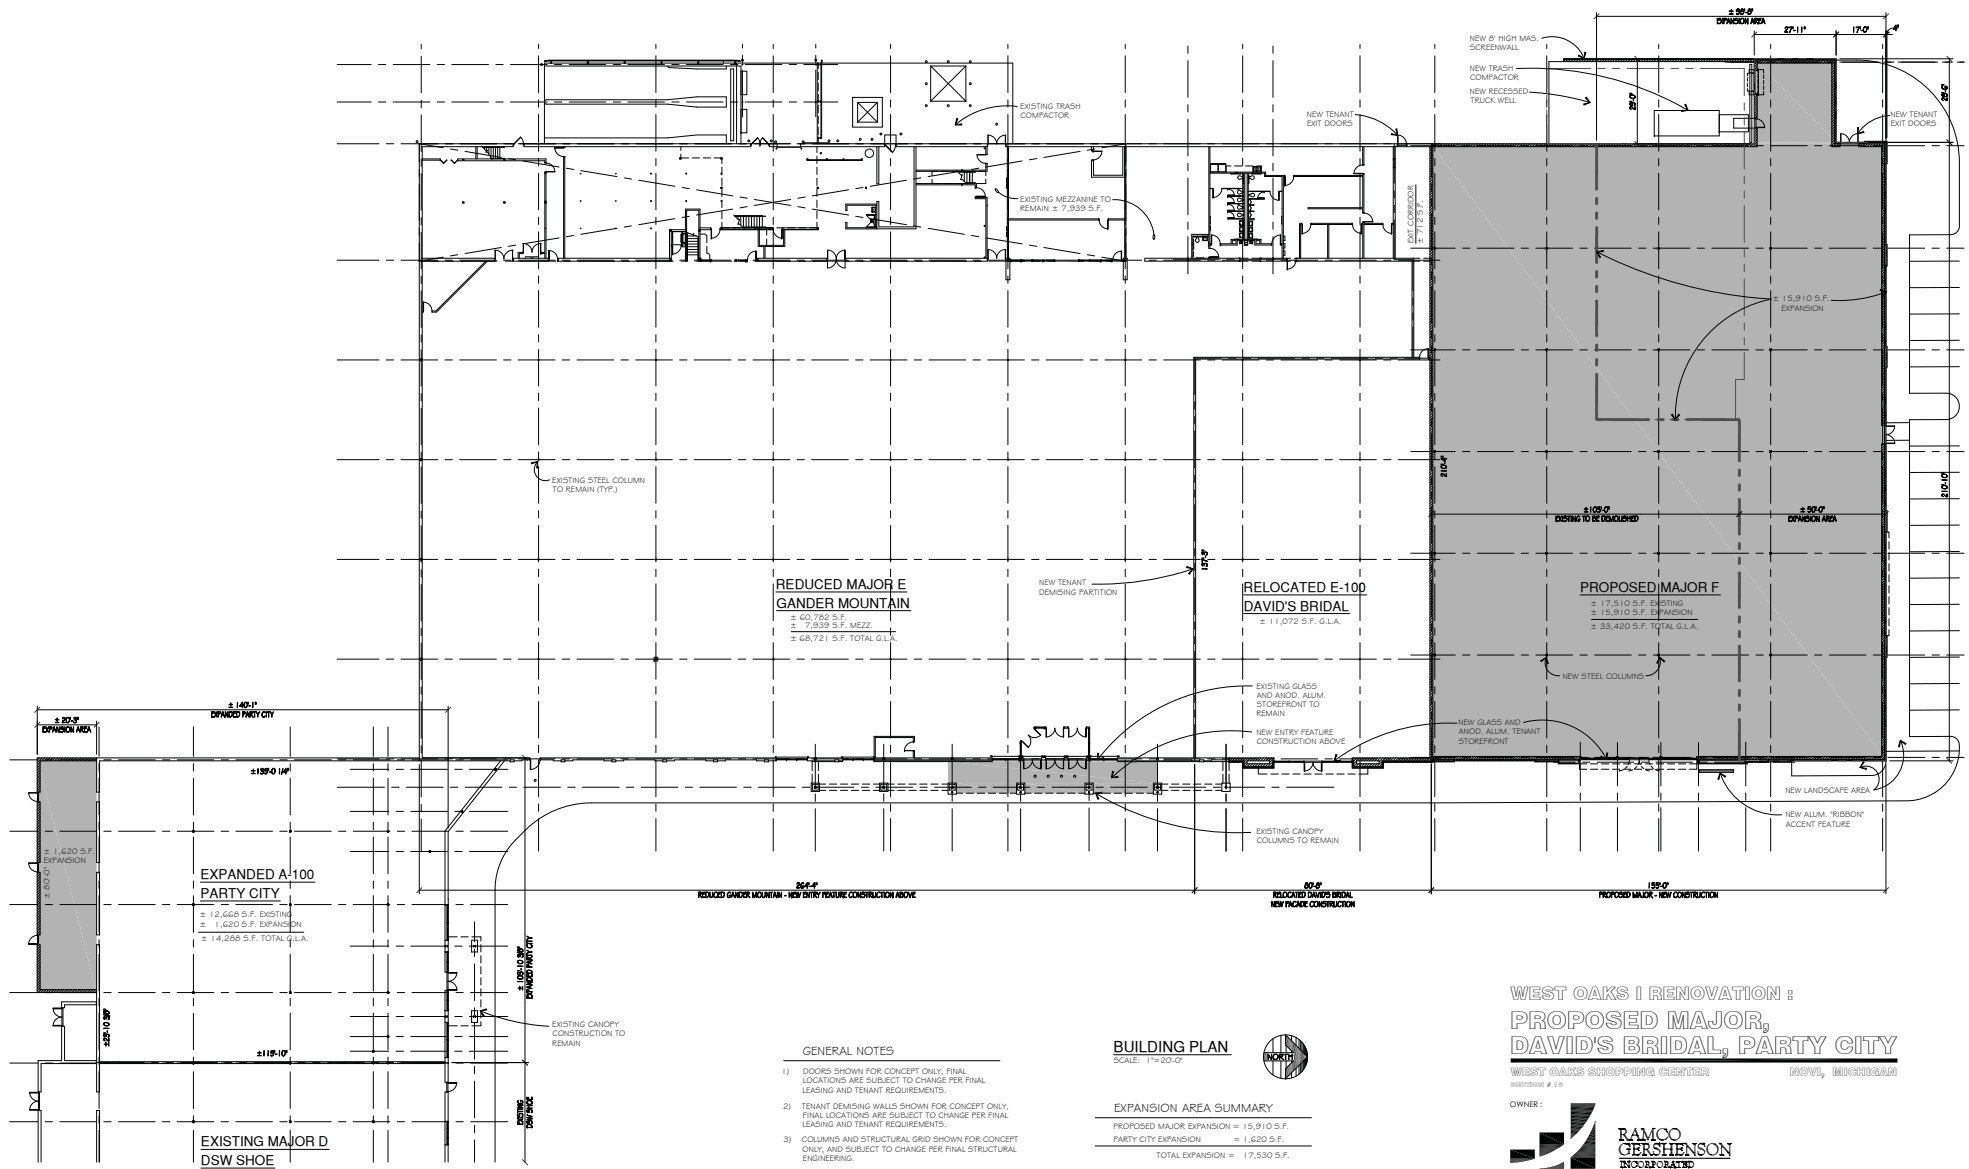 ± 98'-8"
EXPANSION AREA
27'-11"
17'-0"
4"
NEW 8' HIGH MAS.
SCREENWALL
NEW TRASH
COMPACTOR
NEW RECESSED
TRUCK WELL
NEW TENANT
EXIT DOORS
EXISTING TRASH
COMPACTOR
NEW TENANT
EXIT DOORS
EXISTING MEZZANINE TO
REMAIN ± 7,939 S.F.
EXIT CORRIDOR
± 712 S.F.
± 15,910 S.F.
EXPANSION
EXISTING STEEL COLUMN
TO REMAIN (TYP.)
210'-4"
210'-10"
±105'-0"
EXISTING TO BE DEMOLISHED
± 50'-0"
EXPANSION AREA
137'-3"
NEW TENANT
DEMISING PARTITION
REDUCED MAJOR E
GANDER MOUNTAIN
± 60,782 S.F.
± 7,939 S.F. MEZZ.
± 68,721 S.F. TOTAL G.L.A.
RELOCATED E-100
DAVID'S BRIDAL
± 11,072 S.F. G.L.A.
PROPOSED MAJOR F
± 17,510 S.F. EXISTING
± 15,910 S.F. EXPANSION
± 33,420 S.F. TOTAL G.L.A.
NEW STEEL COLUMNS
EXISTING GLASS
AND ANOD. ALUM.
STOREFRONT TO
REMAIN
NEW ENTRY FEATURE
CONSTRUCTION ABOVE
NEW GLASS AND
ANOD. ALUM. TENANT
STOREFRONT
NEW LANDSCAPE AREA
NEW ALUM. "RIBBON"
ACCENT FEATURE
EXISTING CANOPY
COLUMNS TO REMAIN
± 140'-1"
EXPANDED PARTY CITY
± 20'-3"
EXPANSION AREA
±139'-0 1/4"
± 1,620 S.F.
EXPANSION
± 80'-0"
EXPANDED A-100
PARTY CITY
± 12,668 S.F. EXISTING
± 1,620 S.F. EXPANSION
± 14,288 S.F. TOTAL G.L.A.
264'-4"
REDUCED GANDER MOUNTAIN - NEW ENTRY FEATURE CONSTRUCTION ABOVE
80'-8"
RELOCATED DAVID'S BRIDAL
NEW FACADE CONSTRUCTION
155'-0"
PROPOSED MAJOR - NEW CONSTRUCTION
EXPANDED PARTY CITY
±119'-10"
EXISTING CANOPY
CONSTRUCTION TO
REMAIN
EXISTING
DSW SHOE
EXISTING MAJOR D
DSW SHOE
GENERAL NOTES
1) DOORS SHOWN FOR CONCEPT ONLY, FINAL
LOCATIONS ARE SUBJECT TO CHANGE PER FINAL
LEASING AND TENANT REQUIREMENTS.
2) TENANT DEMISING WALLS SHOWN FOR CONCEPT ONLY,
FINAL LOCATIONS ARE SUBJECT TO CHANGE PER FINAL
LEASING AND TENANT REQUIREMENTS.
3) COLUMNS AND STRUCTURAL GRID SHOWN FOR CONCEPT
ONLY, AND SUBJECT TO CHANGE PER FINAL STRUCTURAL
ENGINEERING.
BUILDING PLAN
SCALE: 1"=20'-0"
NORTH
EXPANSION AREA SUMMARY
PROPOSED MAJOR EXPANSION = 15,910 S.F.
PARTY CITY EXPANSION = 1,620 S.F.
TOTAL EXPANSION = 17,530 S.F.
WEST OAKS I RENOVATION :
PROPOSED MAJOR,
DAVID'S BRIDAL, PARTY CITY
WEST OAKS SHOPPING CENTER NOVI, MICHIGAN
OWNER :
RAMCO
GERSHENSON
INCORPORATED